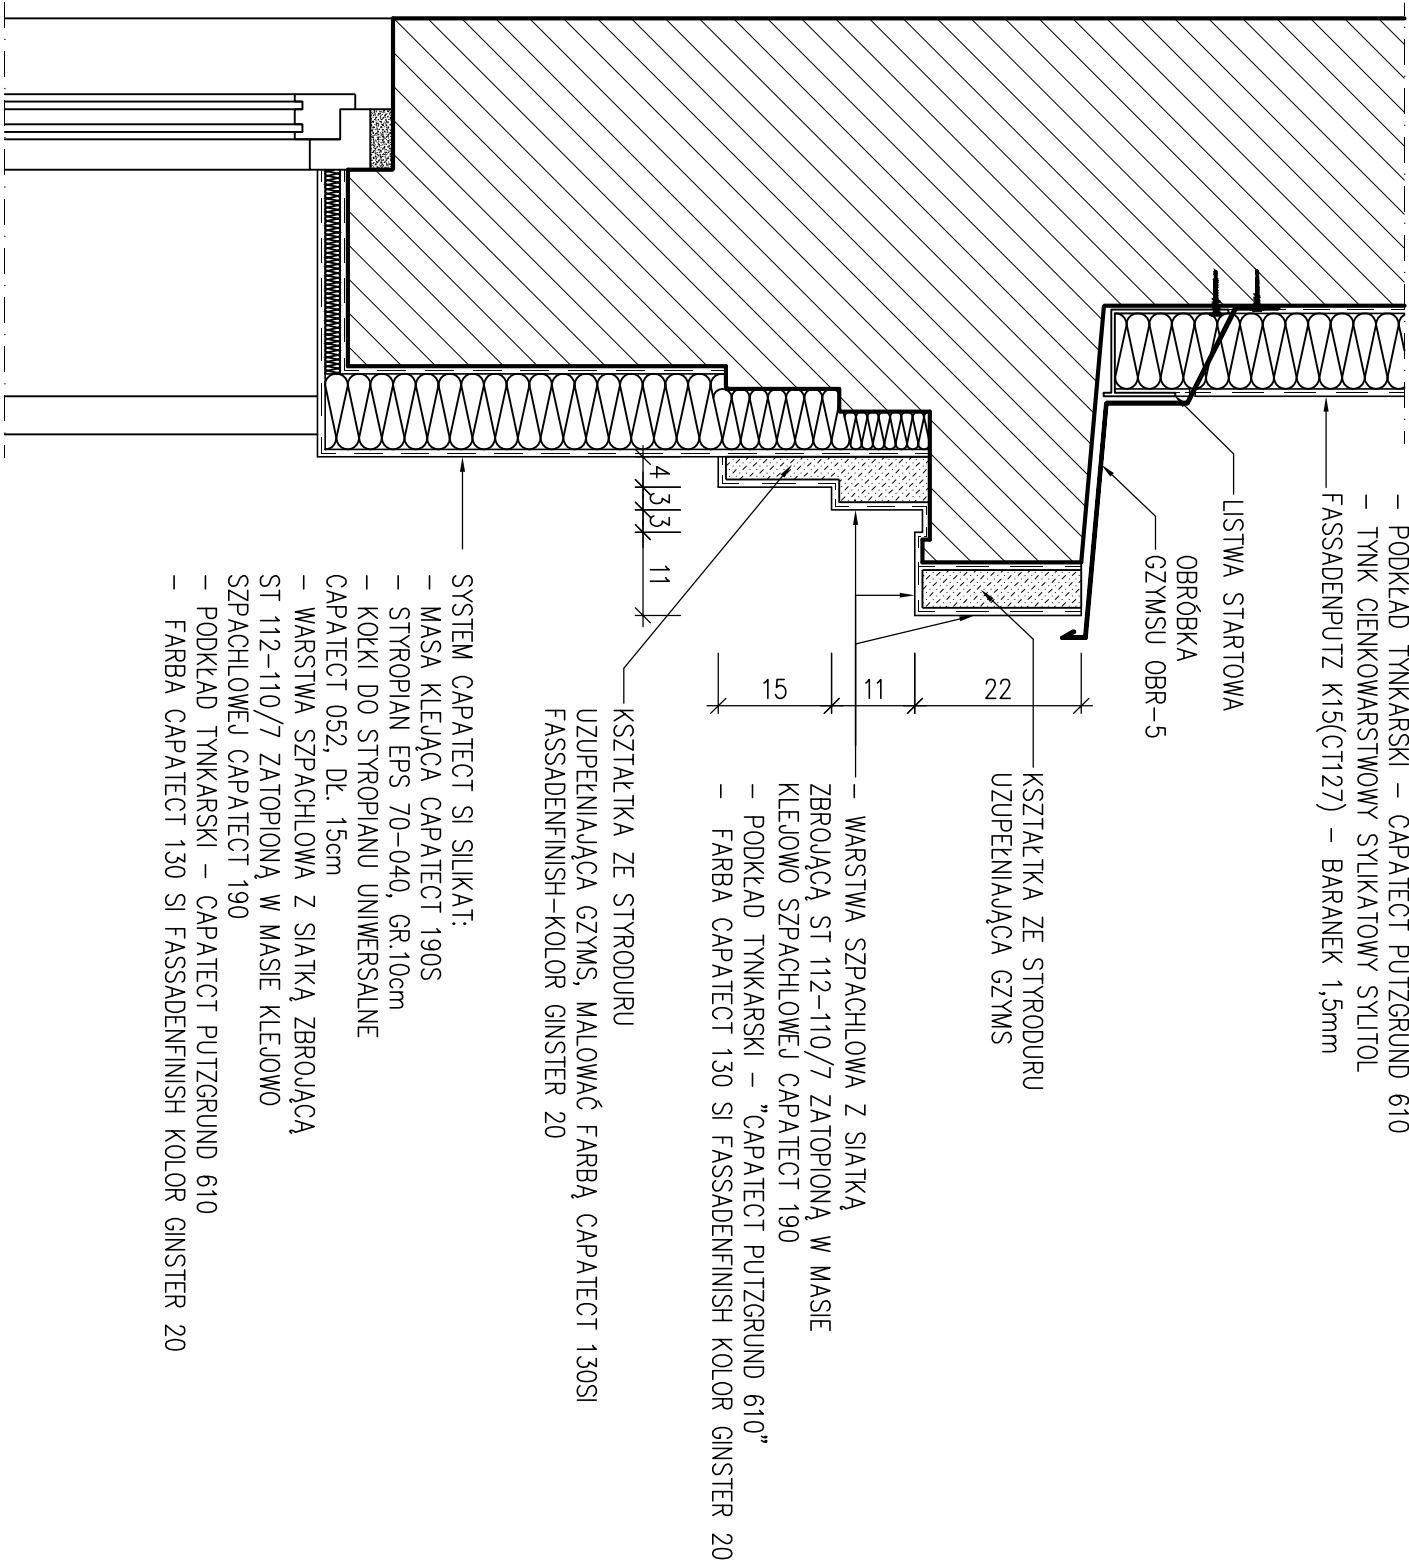 - PODKŁAD TYNKARSKI - CAPATECT PUTZGRUND 610
- TYNK CIENKOWARSTWOWY SYLIKATOWY SYLITOL
FASSADENPUTZ K15(CT127) - BARANEK 1,5mm
LISTWA STARTOWA
OBRÓBKA
GZYMSU OBR-5
KSZTAŁTKA ZE STYRODURU
UZUPEŁNIAJĄCA GZYMS
22
11
15
- WARSTWA SZPACHLOWA Z SIATKĄ
ZBROJĄCĄ ST 112-110/7 ZATOPIONĄ W MASIE
KLEJOWO SZPACHLOWEJ CAPATECT 190
- PODKŁAD TYNKARSKI - "CAPATECT PUTZGRUND 610"
- FARBA CAPATECT 130 SI FASSADENFINISH KOLOR GINSTER 20
4
3
3
11
KSZTAŁTKA ZE STYRODURU
UZUPEŁNIAJĄCA GZYMS, MALOWAĆ FARBĄ CAPATECT 130SI
FASSADENFINISH-KOLOR GINSTER 20
SYSTEM CAPATECT SI SILIKAT:
- MASA KLEJĄCA CAPATECT 190S
- STYROPIAN EPS 70-040, GR.10cm
- KOŁKI DO STYROPIANU UNIWERSALNE
CAPATECT 052, DŁ. 15cm
- WARSTWA SZPACHLOWA Z SIATKĄ ZBROJĄCĄ
ST 112-110/7 ZATOPIONĄ W MASIE KLEJOWO
SZPACHLOWEJ CAPATECT 190
- PODKŁAD TYNKARSKI - CAPATECT PUTZGRUND 610
- FARBA CAPATECT 130 SI FASSADENFINISH KOLOR GINSTER 20